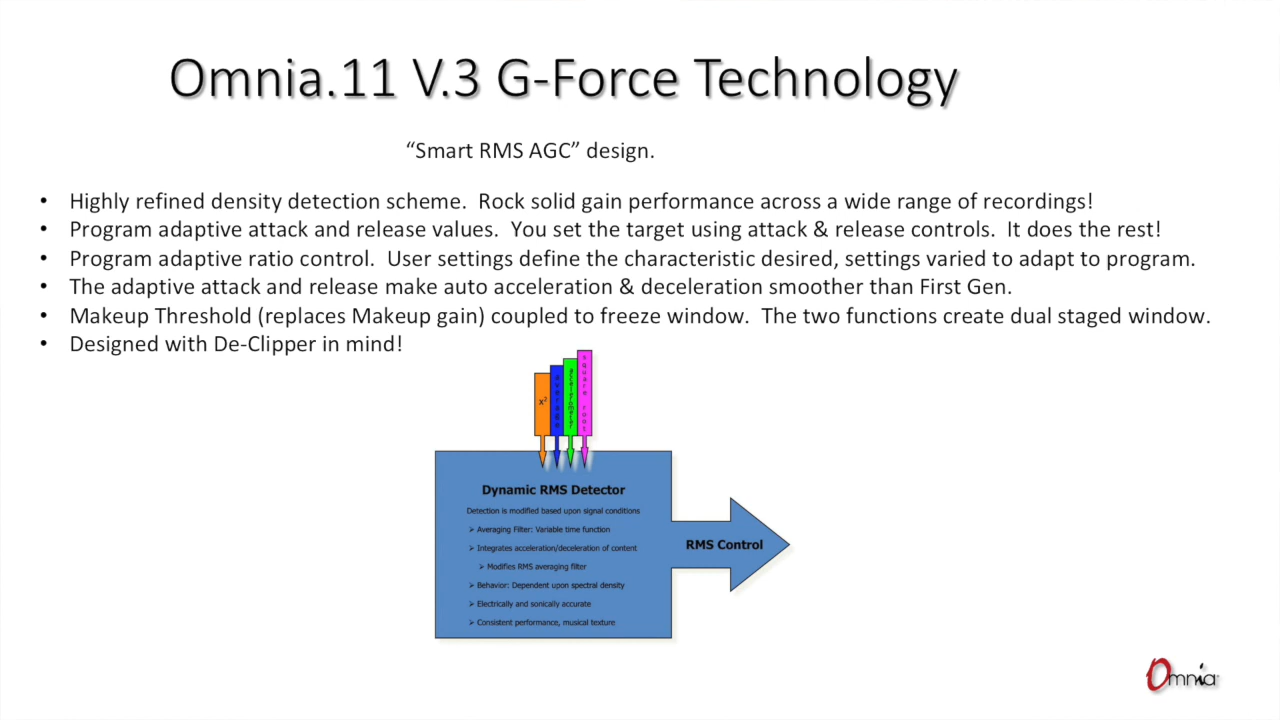 Omnia.11 V.3 G-Force Technology
“Smart RMS AGC” design.
• Highly refined density detection scheme.  Rock solid gain performance across a wide range of recordings!
• Program adaptive attack and release values.  You set the target using attack & release controls.  It does the rest!
• Program adaptive ratio control.  User settings define the characteristic desired, settings varied to adapt to program.
• The adaptive attack and release make auto acceleration & deceleration smoother than First Gen.
• Makeup Threshold (replaces Makeup gain) coupled to freeze window.  The two functions create dual staged window.
• Designed with De-Clipper in mind!
x²
average
accelerometer
square root
Dynamic RMS Detector
Detection is modified based upon signal conditions
➢ Averaging Filter: Variable time function
➢ Integrates acceleration/deceleration of content
➢ Modifies RMS averaging filter
➢ Behavior: Dependent upon spectral density
➢ Electrically and sonically accurate
➢ Consistent performance, musical texture
RMS Control
Omnia